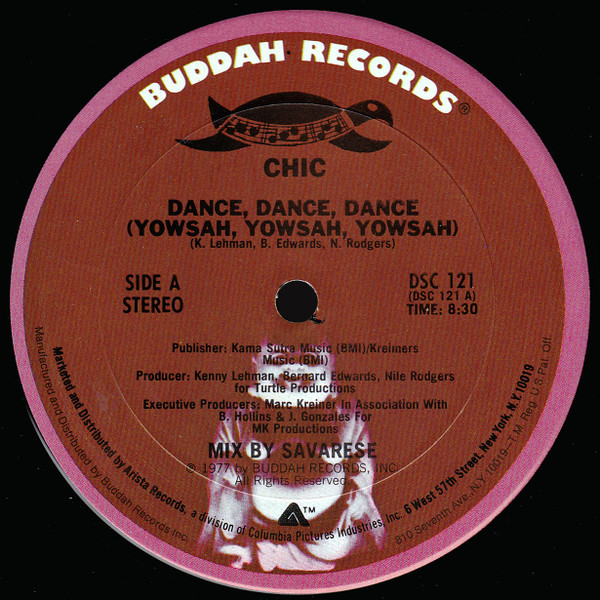 BUDDAH RECORDS®
CHIC
DANCE, DANCE, DANCE
(YOWSAH, YOWSAH, YOWSAH)
(K. Lehman, B. Edwards, N. Rodgers)
SIDE A
STEREO
DSC 121
(DSC 121 A)
TIME: 8:30
Publisher: Kama Sutra Music (BMI)/Kreimers
Music (BMI)
Producer: Kenny Lehman, Bernard Edwards, Nile Rodgers
for Turtle Productions
Executive Producers: Marc Kreiner In Association With
B. Hollins & J. Gonzales For
MK Productions
MIX BY SAVARESE
© 1977 by BUDDAH RECORDS, INC
All Rights Reserved.
TM
Marketed and Distributed by Arista Records, a division of Columbia Pictures Industries, Inc. 6 West 57th Street, New York, N.Y. 10019
Manufactured and Distributed by Buddah Records Inc. 810 Seventh Ave., N.Y. 10019—T.M. Reg. U.S. Pat. Off.